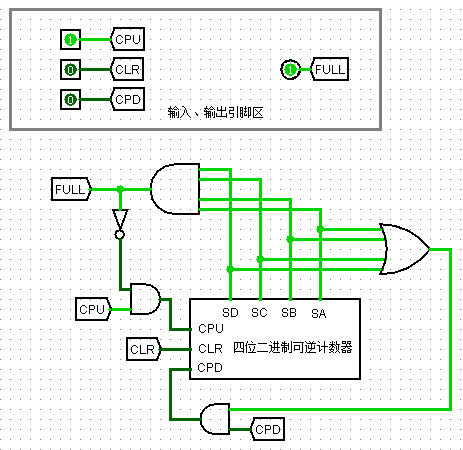 1 CPU
0 CLR
1 FULL
0 CPD
输入、输出引脚区
FULL
CPU
SD SC SB SA
CPU
CLR
CLR 四位二进制可逆计数器
CPD
CPD